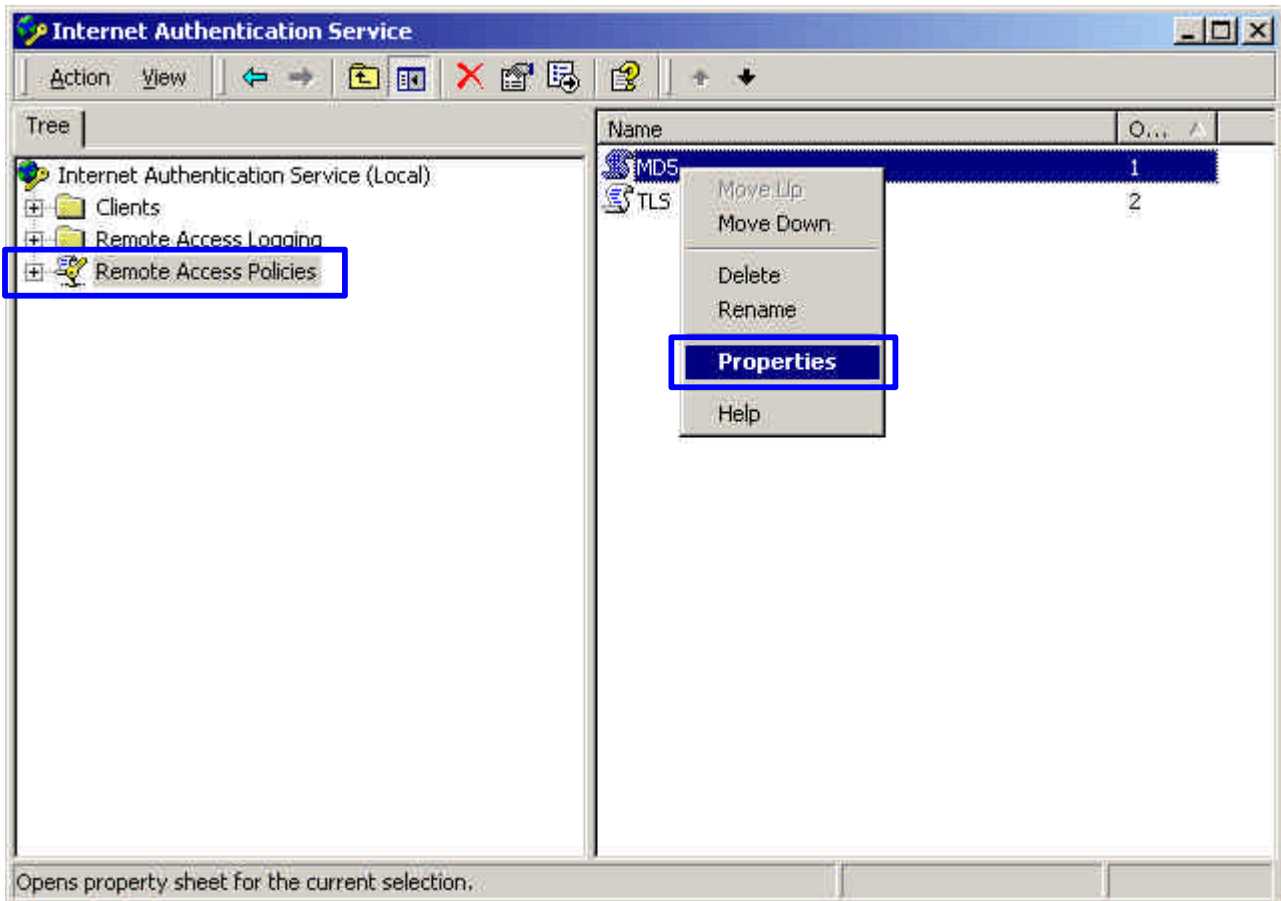 Internet Authentication Service
Action View
Tree
Name O...
Internet Authentication Service (Local)
Clients
Remote Access Logging
Remote Access Policies
MD5 1
TLS 2
Move Up
Move Down
Delete
Rename
Properties
Help
Opens property sheet for the current selection.